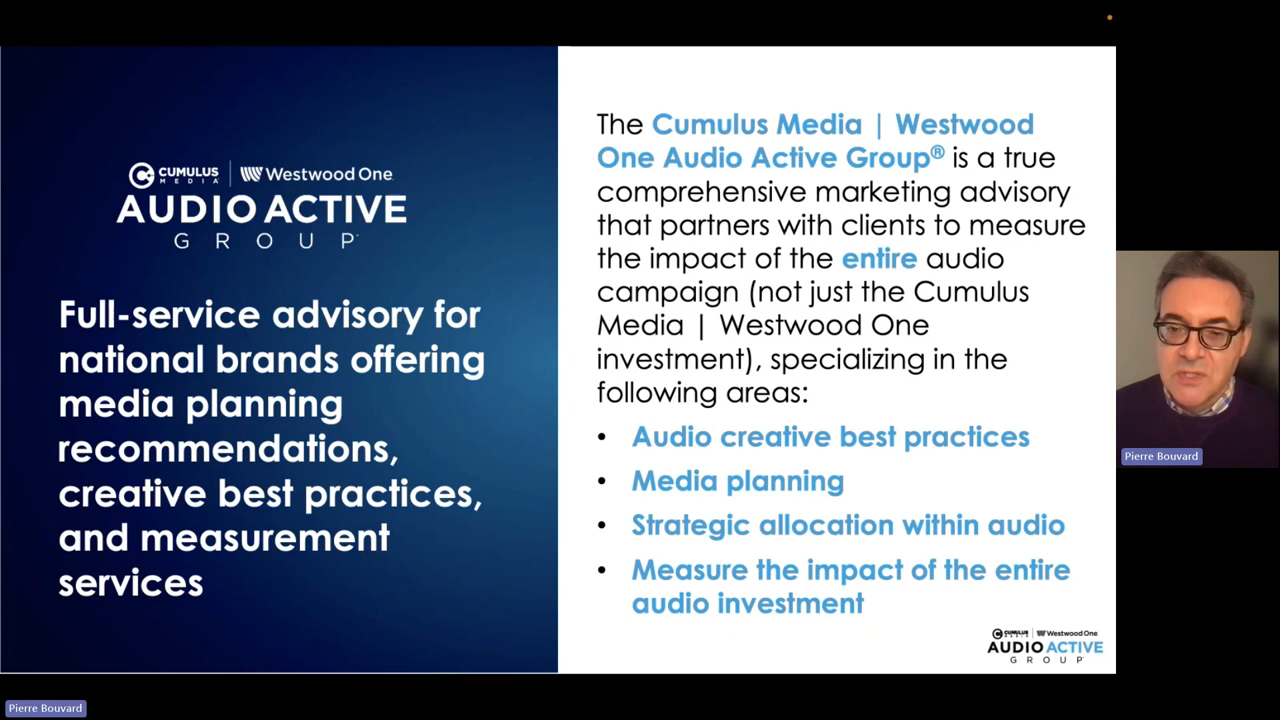 CUMULUS MEDIA | Westwood One
AUDIO ACTIVE
GROUP
Full-service advisory for
national brands offering
media planning
recommendations,
creative best practices,
and measurement
services
The Cumulus Media | Westwood
One Audio Active Group® is a true
comprehensive marketing advisory
that partners with clients to measure
the impact of the entire audio
campaign (not just the Cumulus
Media | Westwood One
investment), specializing in the
following areas:
• Audio creative best practices
• Media planning
• Strategic allocation within audio
• Measure the impact of the entire
audio investment
CUMULUS MEDIA | Westwood One
AUDIO ACTIVE
GROUP
Pierre Bouvard
Pierre Bouvard